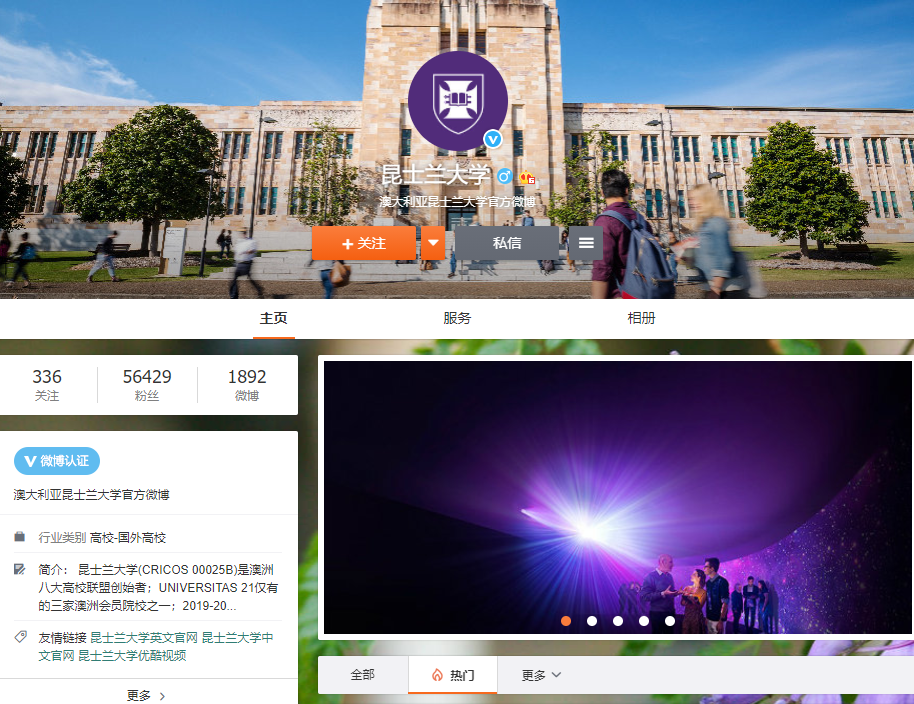 昆士兰大学
澳大利亚昆士兰大学官方微博
+ 关注
私信
主页 服务 相册
336 56429 1892
关注 粉丝 微博
V 微博认证
澳大利亚昆士兰大学官方微博
行业类别 高校-国外高校
简介： 昆士兰大学(CRICOS 00025B)是澳洲
八大高校联盟创始者；UNIVERSITAS 21仅有
的三家澳洲会员院校之一；2019-20...
友情链接 昆士兰大学英文官网 昆士兰大学中
文官网 昆士兰大学优酷视频
更多 >
全部 热门 更多